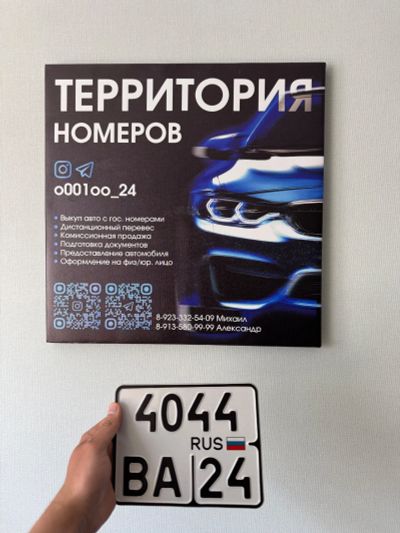 ТЕРРИТОРИЯ
НОМЕРОВ
o001oo_24
Выкуп авто с гос. номерами
Дистанционный перевес
Комиссионная продажа
Подготовка документов
Предоставление автомобиля
Оформление на физ/юр. лицо
8-923-332-54-09 Михаил
8-913-580-99-99 Александр
4044
RUS
ВА 24